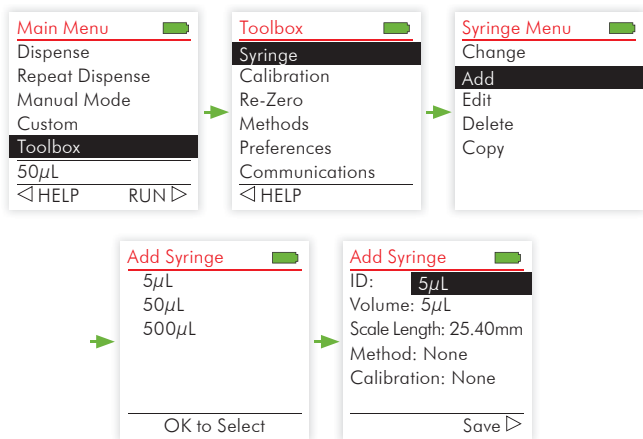 Main Menu
Dispense
Repeat Dispense
Manual Mode
Custom
Toolbox
50μL
◁ HELP RUN ▷
Toolbox
Syringe
Calibration
Re-Zero
Methods
Preferences
Communications
◁ HELP
Syringe Menu
Change
Add
Edit
Delete
Copy
Add Syringe
5μL
50μL
500μL
OK to Select
Add Syringe
ID: 5μL
Volume: 5μL
Scale Length: 25.40mm
Method: None
Calibration: None
Save ▷